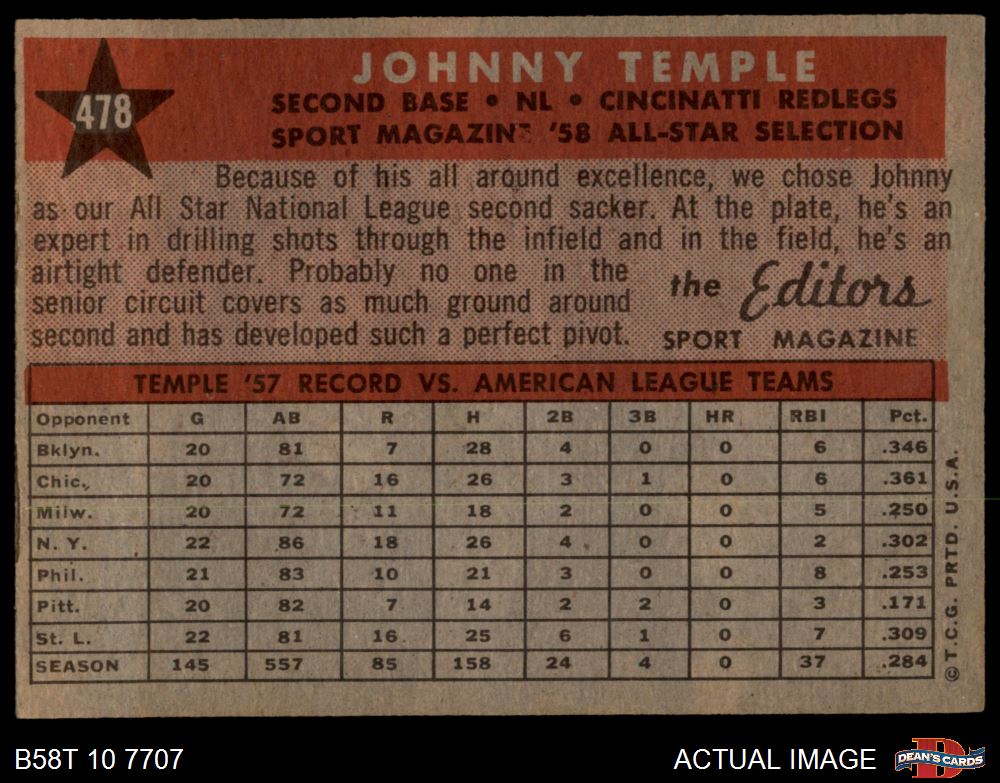 JOHNNY TEMPLE
478
SECOND BASE • NL • CINCINATTI REDLEGS
SPORT MAGAZINE '58 ALL-STAR SELECTION
Because of his all around excellence, we chose Johnny
as our All Star National League second sacker. At the plate, he's an
expert in drilling shots through the infield and in the field, he's an
airtight defender. Probably no one in the
senior circuit covers as much ground around
second and has developed such a perfect pivot.
the Editors
SPORT MAGAZINE
TEMPLE '57 RECORD VS. AMERICAN LEAGUE TEAMS
Opponent G AB R H 2B 3B HR RBI Pct.
Bklyn. 20 81 7 28 4 0 0 6 .346
Chic. 20 72 16 26 3 1 0 6 .361
Milw. 20 72 11 18 2 0 0 5 .250
N. Y. 22 86 18 26 4 0 0 2 .302
Phil. 21 83 10 21 3 0 0 8 .253
Pitt. 20 82 7 14 2 2 0 3 .171
St. L. 22 81 16 25 6 1 0 7 .309
SEASON 145 557 85 158 24 4 0 37 .284
© T.C.G. PRTD. U.S.A.
B58T 10 7707
ACTUAL IMAGE
D
DEAN'S CARDS